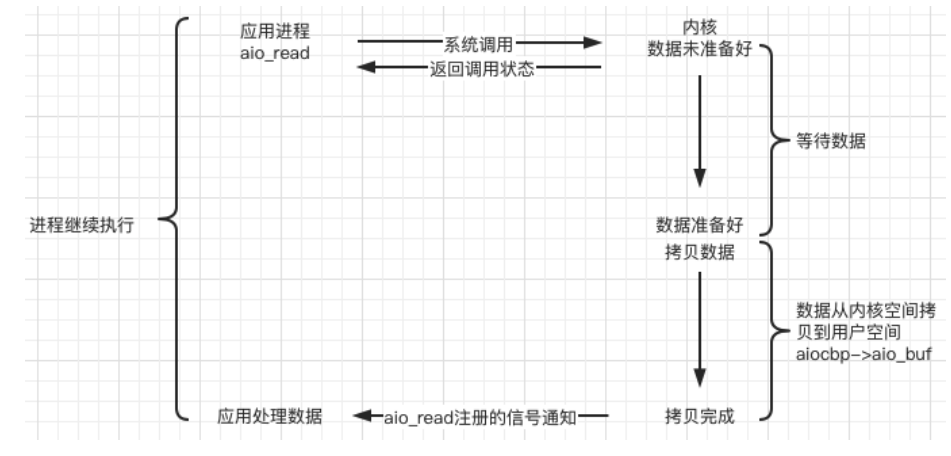 应用进程
aio_read
系统调用
返回调用状态
内核
数据未准备好
等待数据
进程继续执行
数据准备好
拷贝数据
数据从内核空间拷
贝到用户空间
aiocbp->aio_buf
应用处理数据
aio_read注册的信号通知
拷贝完成